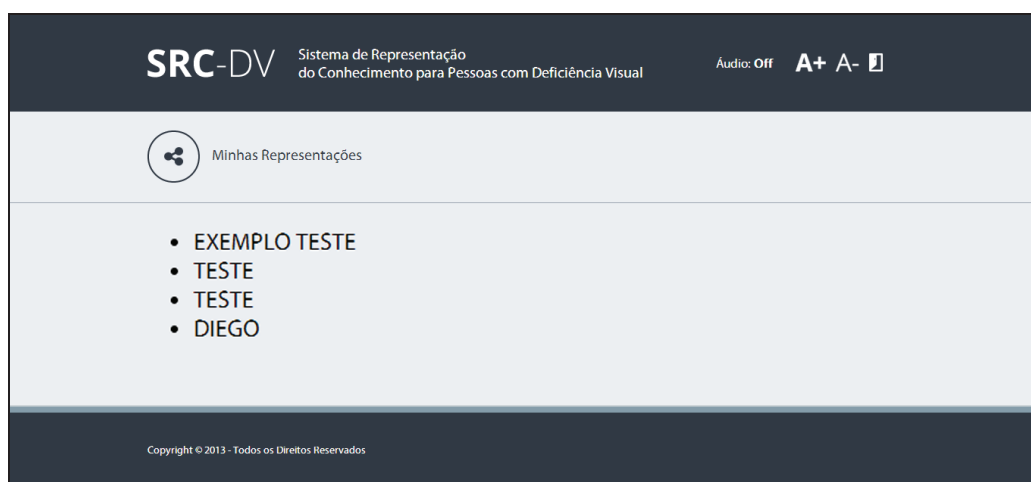 SRC-DV
Sistema de Representação
do Conhecimento para Pessoas com Deficiência Visual
Áudio: Off A+ A-
Minhas Representações
• EXEMPLO TESTE
• TESTE
• TESTE
• DIEGO
Copyright © 2013 - Todos os Direitos Reservados